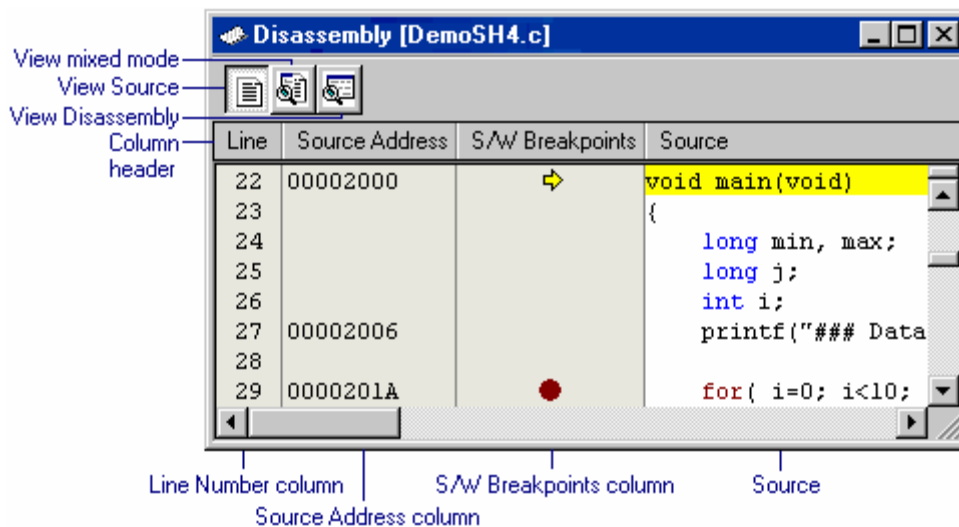 Disassembly [DemoSH4.c]
View mixed mode
View Source
View Disassembly
Column header
Line Source Address S/W Breakpoints Source
22 00002000 void main(void)
23 {
24 long min, max;
25 long j;
26 int i;
27 00002006 printf("### Data
28
29 0000201A for( i=0; i<10;
Line Number column S/W Breakpoints column Source
Source Address column